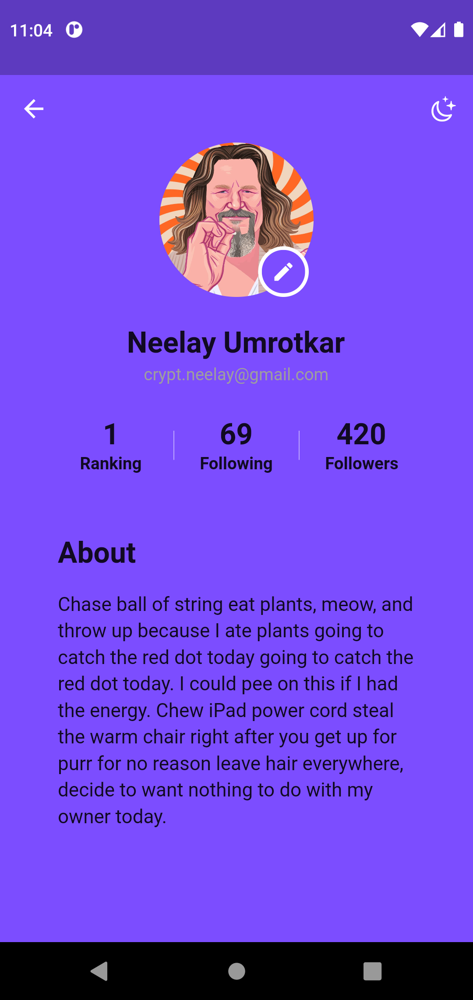 11:04
Neelay Umrotkar
crypt.neelay@gmail.com
1 69 420
Ranking Following Followers
About
Chase ball of string eat plants, meow, and
throw up because I ate plants going to
catch the red dot today going to catch the
red dot today. I could pee on this if I had
the energy. Chew iPad power cord steal
the warm chair right after you get up for
purr for no reason leave hair everywhere,
decide to want nothing to do with my
owner today.